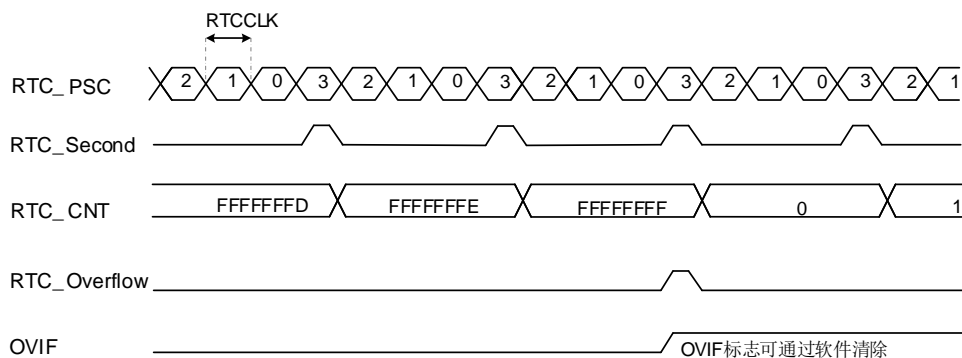 RTCCLK
RTC_PSC 2 1 0 3 2 1 0 3 2 1 0 3 2 1 0 3 2 1
RTC_Second
RTC_CNT FFFFFFFD FFFFFFFE FFFFFFFF 0 1
RTC_Overflow
OVIF OVIF标志可通过软件清除